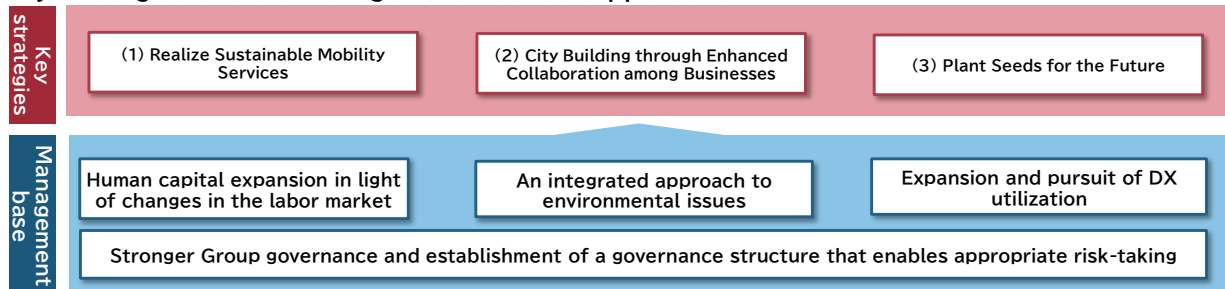 Key
strategies
(1) Realize Sustainable Mobility
Services
(2) City Building through Enhanced
Collaboration among Businesses
(3) Plant Seeds for the Future
Management
base
Human capital expansion in light
of changes in the labor market
An integrated approach to
environmental issues
Expansion and pursuit of DX
utilization
Stronger Group governance and establishment of a governance structure that enables appropriate risk-taking